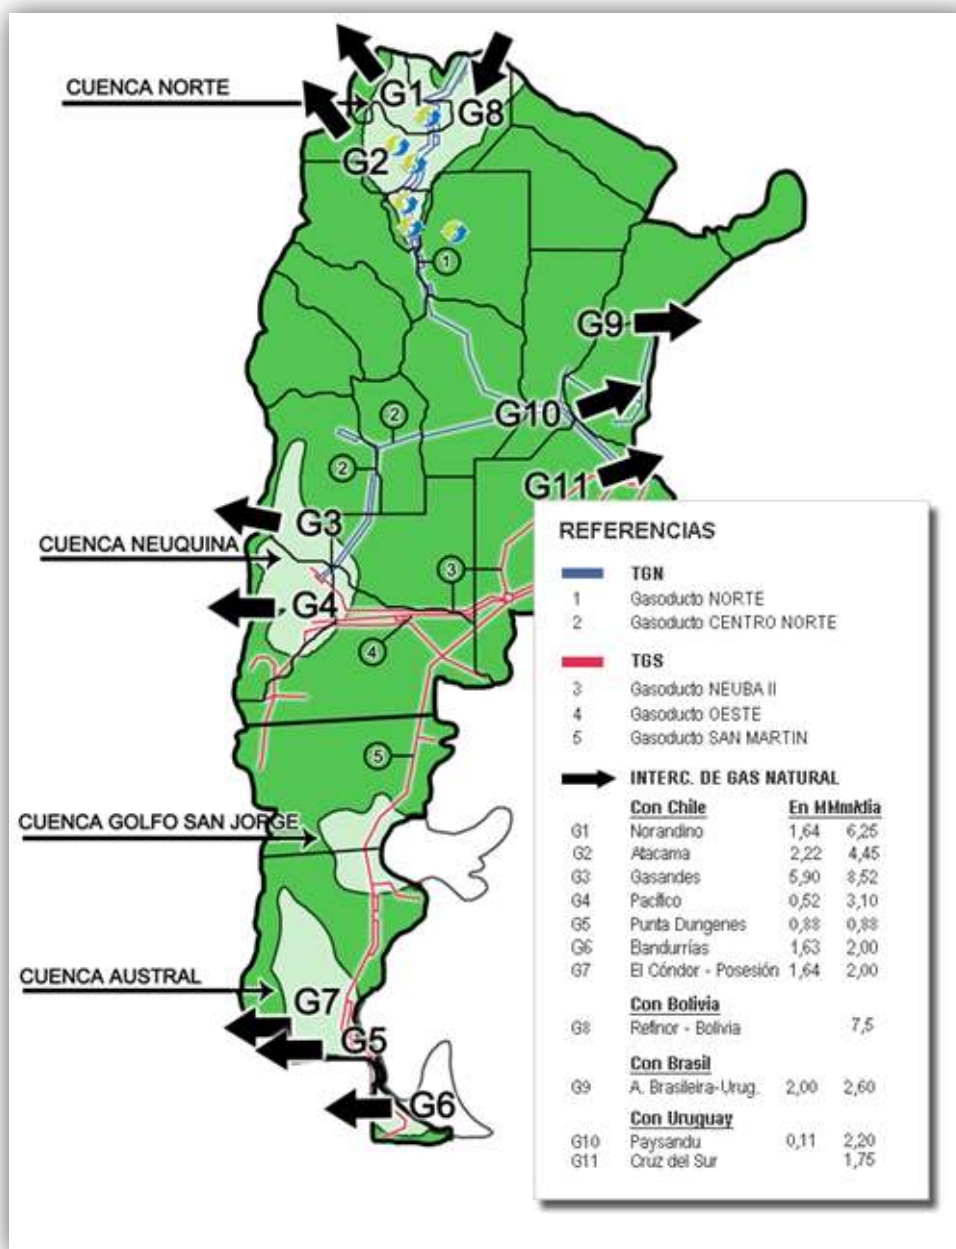 CUENCA NORTE
G1
G8
G2
1
G9
G10
2
2
G11
G3
CUENCA NEUQUINA
G4
3
4
5
CUENCA GOLFO SAN JORGE
CUENCA AUSTRAL
G7
G5
G6
REFERENCIAS
TGN
1 Gasoducto NORTE
2 Gasoducto CENTRO NORTE
TGS
3 Gasoducto NEUBA II
4 Gasoducto OESTE
5 Gasoducto SAN MARTIN
INTERC. DE GAS NATURAL
Con Chile En
G1 Norandino 1,64 6,25
G2 Atacama 2,22 4,45
G3 Gasandes 5,90 8,52
G4 Pacífico 0,52 3,10
G5 Punta Dungenes 0,88 0,88
G6 Bandurrías 1,63 2,00
G7 El Cóndor - Posesión 1,64 2,00
Con Bolivia
G8 Refinor - Bolivia 7,5
Con Brasil
G9 A. Brasileira-Urug. 2,00 2,60
Con Uruguay
G10 Paysandu 0,11 2,20
G11 Cruz del Sur 1,75